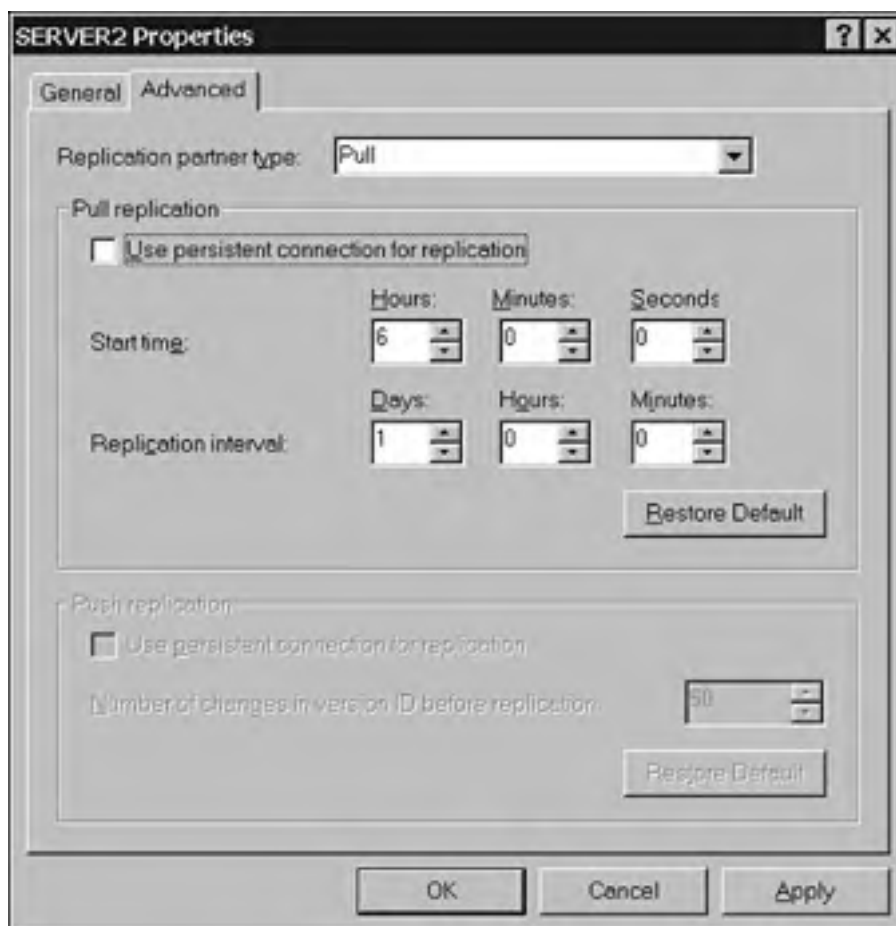 SERVER2 Properties
General Advanced
Replication partner type: Pull
Pull replication
Use persistent connection for replication
Hours: Minutes: Seconds
Start time: 6 0 0
Days: Hours: Minutes:
Replication interval: 1 0 0
Restore Default
Push replication
Use persistent connection for replication
Number of changes in version ID before replication 50
Restore Default
OK Cancel Apply